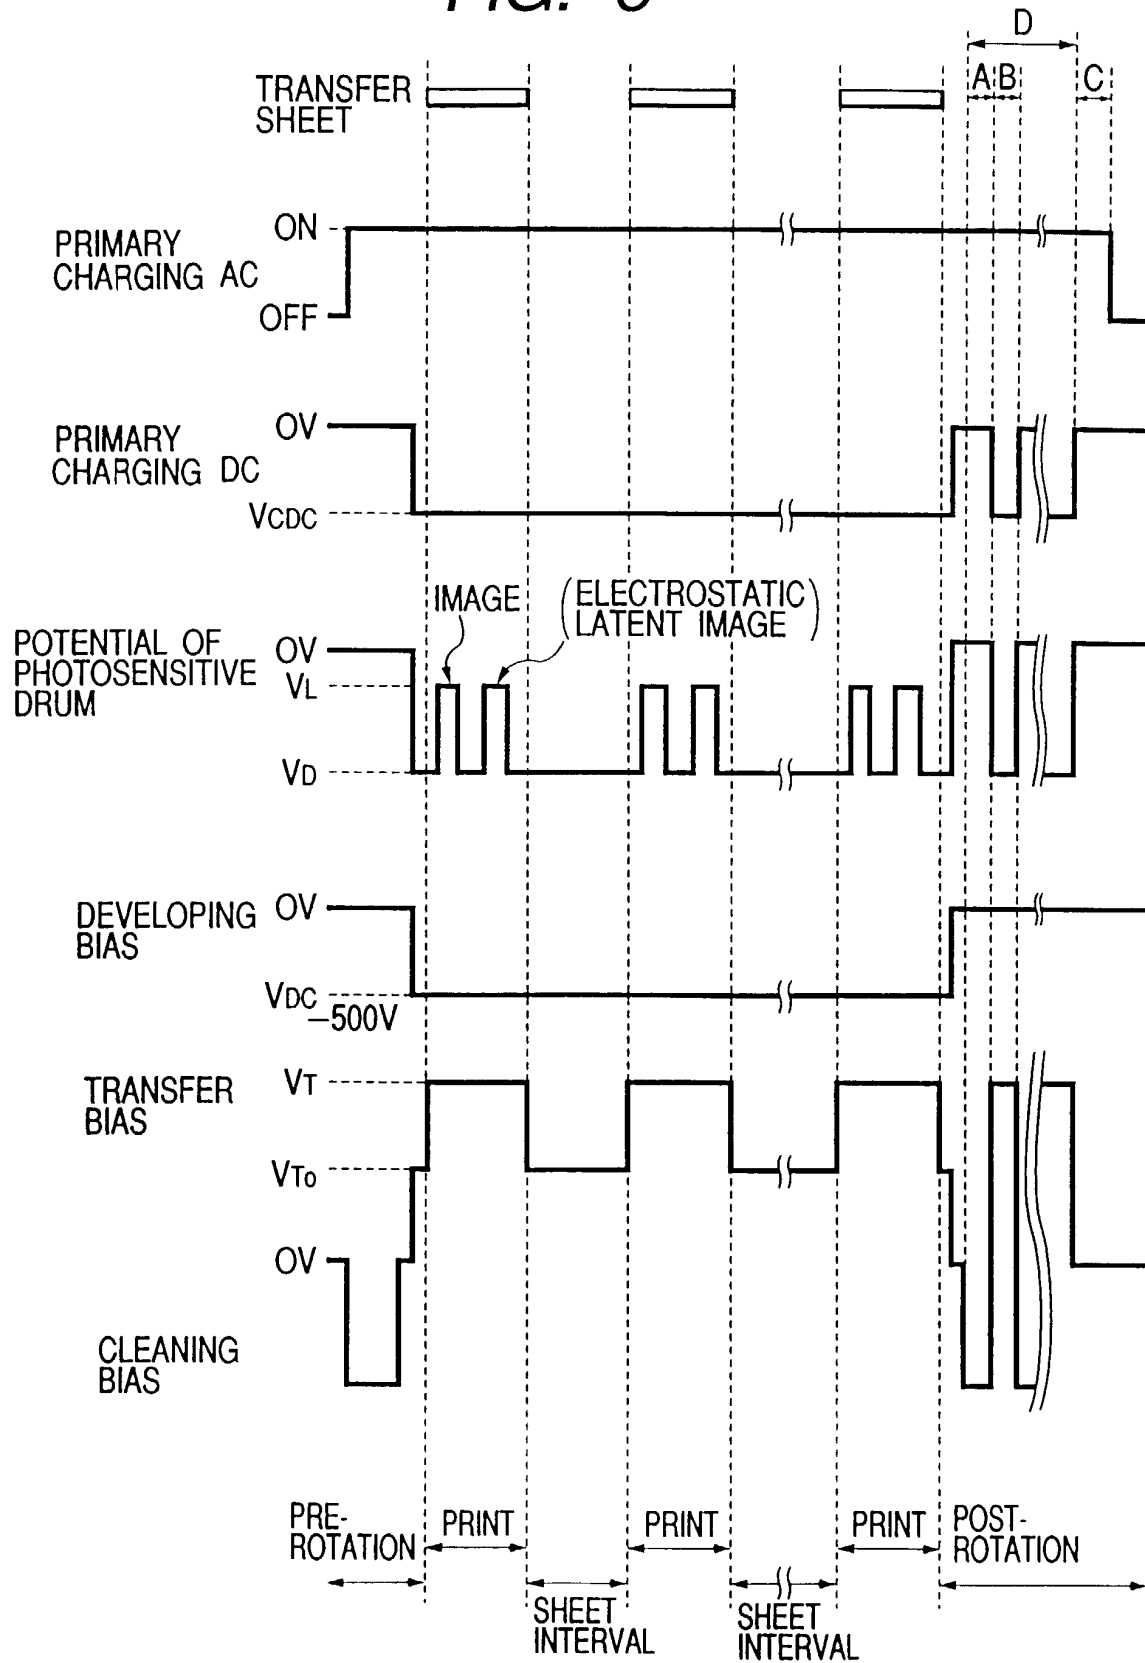 FIG.
D
TRANSFER
SHEET
A B C
PRIMARY
CHARGING AC
ON
OFF
PRIMARY
CHARGING DC
OV
VCDC
IMAGE
(ELECTROSTATIC
LATENT IMAGE)
POTENTIAL OF
PHOTOSENSITIVE
DRUM
OV
VL
VD
DEVELOPING
BIAS
OV
VDC
−500V
TRANSFER
BIAS
VT
VTo
OV
CLEANING
BIAS
PRE-
ROTATION
PRINT
PRINT
PRINT
POST-
ROTATION
SHEET
INTERVAL
SHEET
INTERVAL